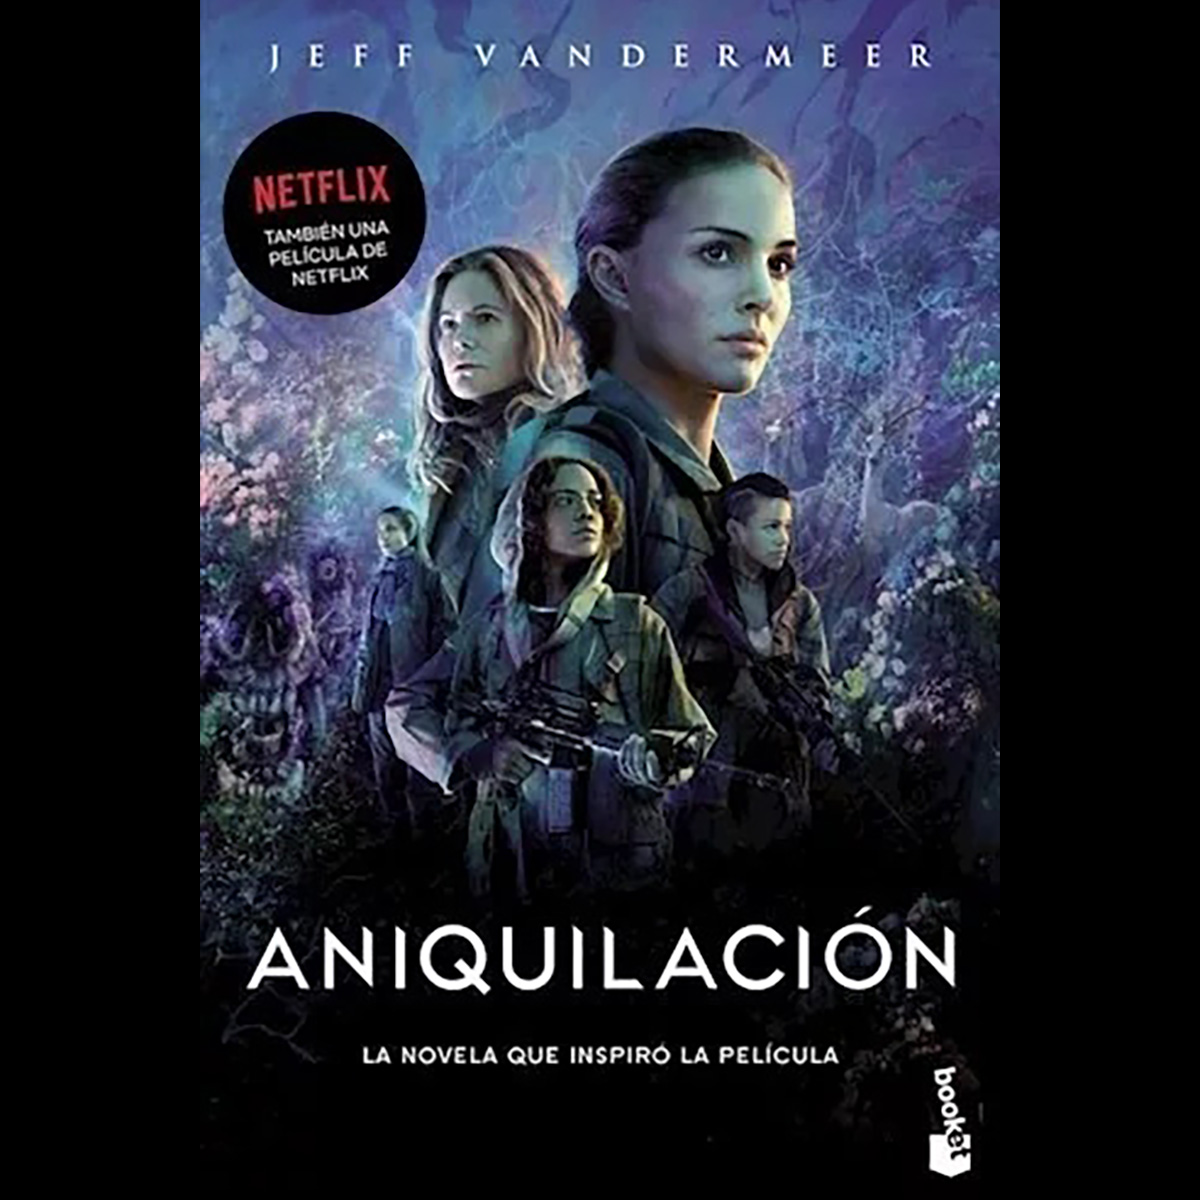 JEFF VANDERMEER
NETFLIX
TAMBIÉN UNA
PELÍCULA DE
NETFLIX
ANIQUILACIÓN
LA NOVELA QUE INSPIRÓ LA PELÍCULA
booket